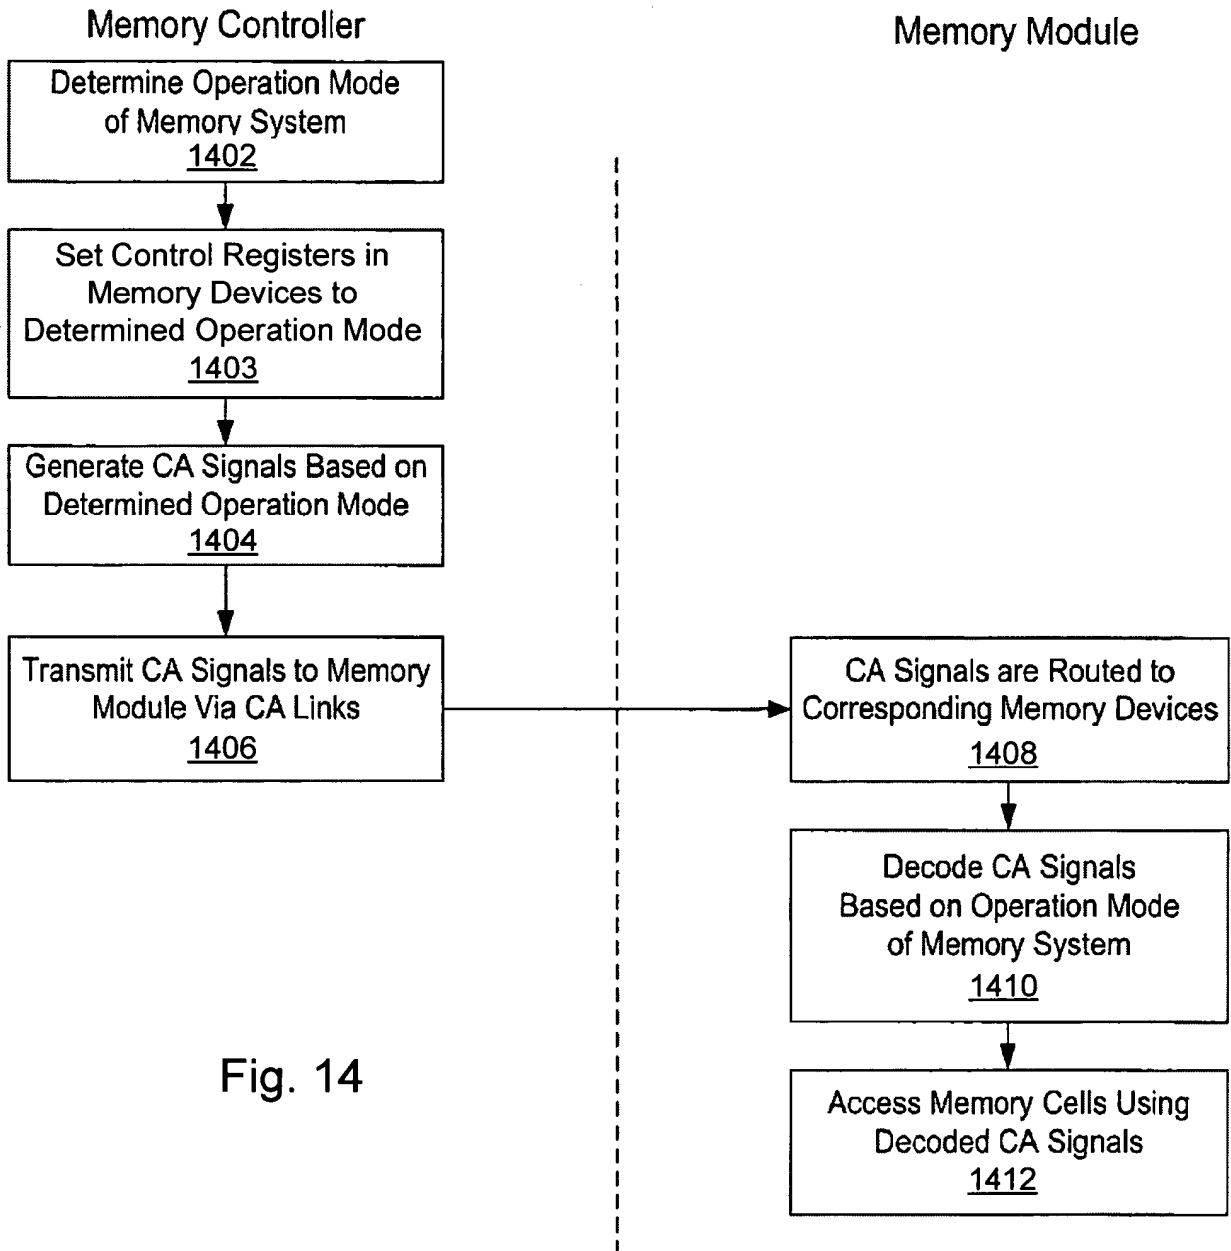 Memory Controller
Determine Operation Mode
of Memory System
1402
Set Control Registers in
Memory Devices to
Determined Operation Mode
1403
Generate CA Signals Based on
Determined Operation Mode
1404
Transmit CA Signals to Memory
Module Via CA Links
1406
Memory Module
CA Signals are Routed to
Corresponding Memory Devices
1408
Decode CA Signals
Based on Operation Mode
of Memory System
1410
Access Memory Cells Using
Decoded CA Signals
1412
Fig. 14